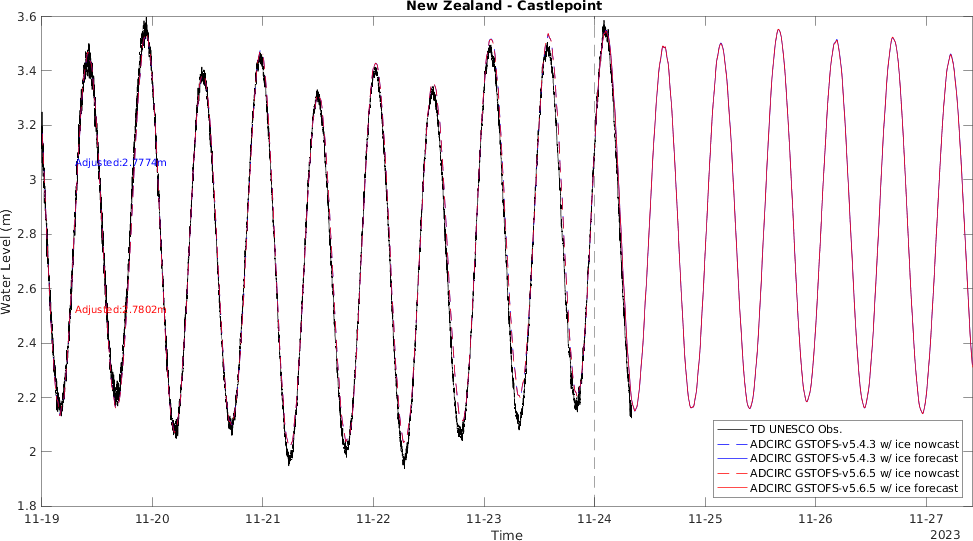 New Zealand - Castlepoint
3.6
3.4
3.2
3
2.8
2.6
2.4
2.2
2
1.8
Water Level (m)
Adjusted:2.7774m
Adjusted:2.7802m
TD UNESCO Obs.
ADCIRC GSTOFS-v5.4.3 w/ ice nowcast
ADCIRC GSTOFS-v5.4.3 w/ ice forecast
ADCIRC GSTOFS-v5.6.5 w/ ice nowcast
ADCIRC GSTOFS-v5.6.5 w/ ice forecast
11-19 11-20 11-21 11-22 11-23 11-24 11-25 11-26 11-27
Time
2023